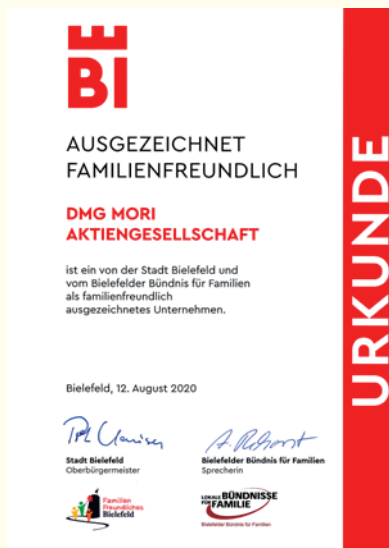 BI
AUSGEZEICHNET
FAMILIENFREUNDLICH
DMG MORI
AKTIENGESELLSCHAFT
ist ein von der Stadt Bielefeld und
vom Bielefelder Bündnis für Familien
als familienfreundlich
ausgezeichnetes Unternehmen.
Bielefeld, 12. August 2020
Stadt Bielefeld
Oberbürgermeister
Bielefelder Bündnis für Familien
Sprecherin
Familien
Freundliches
Bielefeld
LOKALE BÜNDNISSE
FÜR FAMILIE
Bielefelder Bündnis für Familien
URKUNDE